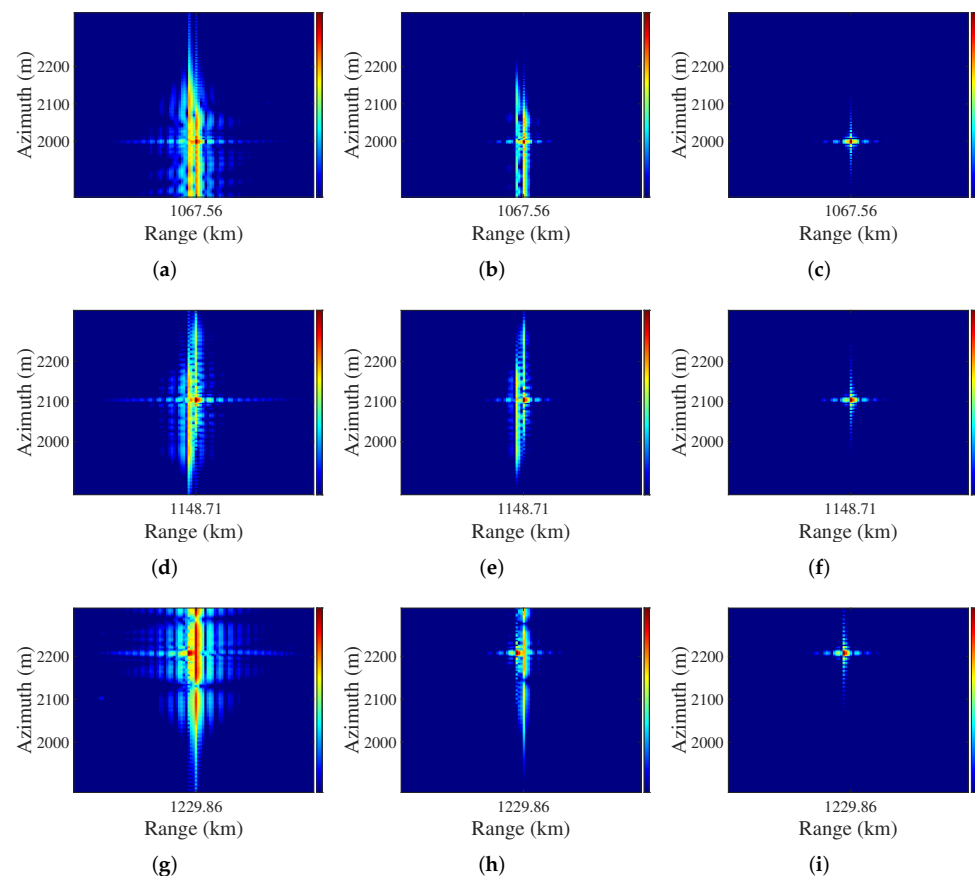 Azimuth (m)
2200
2100
2000
1067.56
Range (km)
(a)
Azimuth (m)
2200
2100
2000
1067.56
Range (km)
(b)
Azimuth (m)
2200
2100
2000
1067.56
Range (km)
(c)
Azimuth (m)
2200
2100
2000
1148.71
Range (km)
(d)
Azimuth (m)
2200
2100
2000
1148.71
Range (km)
(e)
Azimuth (m)
2200
2100
2000
1148.71
Range (km)
(f)
Azimuth (m)
2200
2100
2000
1229.86
Range (km)
(g)
Azimuth (m)
2200
2100
2000
1229.86
Range (km)
(h)
Azimuth (m)
2200
2100
2000
1229.86
Range (km)
(i)